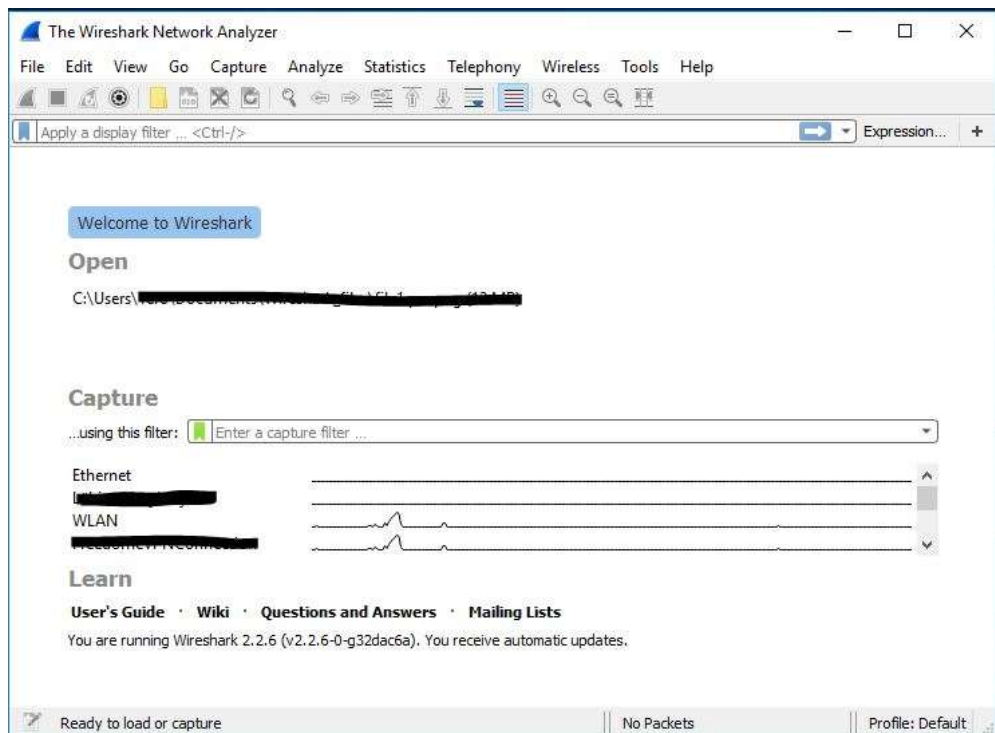 The Wireshark Network Analyzer
File Edit View Go Capture Analyze Statistics Telephony Wireless Tools Help
Apply a display filter ... <Ctrl-/> Expression... +
Welcome to Wireshark
Open
C:\Users\
Capture
...using this filter: Enter a capture filter ...
Ethernet
WLAN
Learn
User's Guide · Wiki · Questions and Answers · Mailing Lists
You are running Wireshark 2.2.6 (v2.2.6-0-g32dac6a). You receive automatic updates.
Ready to load or capture No Packets Profile: Default